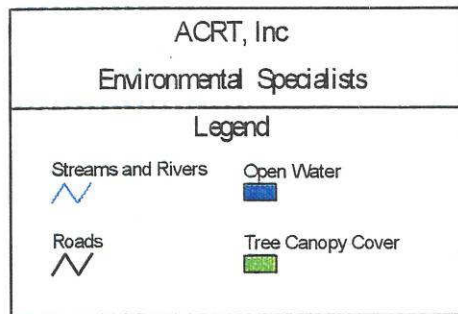 ACRT, Inc
Environmental Specialists
Legend
Streams and Rivers Open Water
Roads Tree Canopy Cover